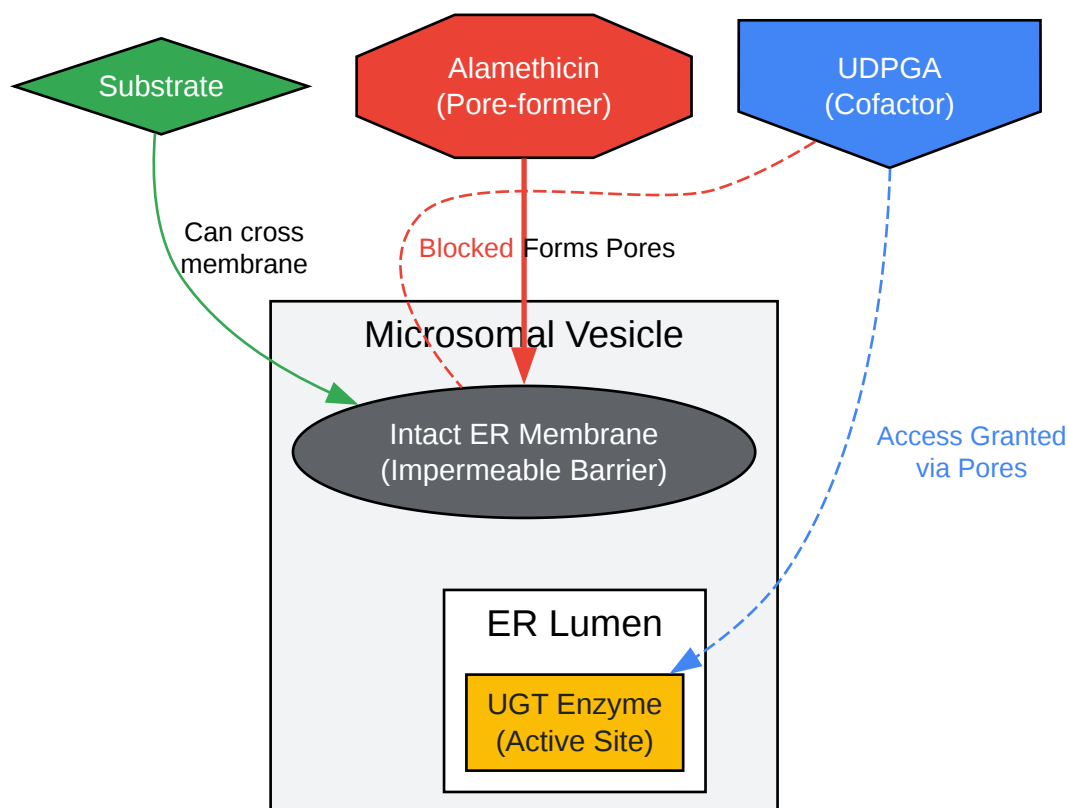 Substrate
Alamethicin
(Pore-former)
UDPGA
(Cofactor)
Can cross
membrane
Blocked
Forms Pores
Microsomal Vesicle
Intact ER Membrane
(Impermeable Barrier)
Access Granted
via Pores
ER Lumen
UGT Enzyme
(Active Site)